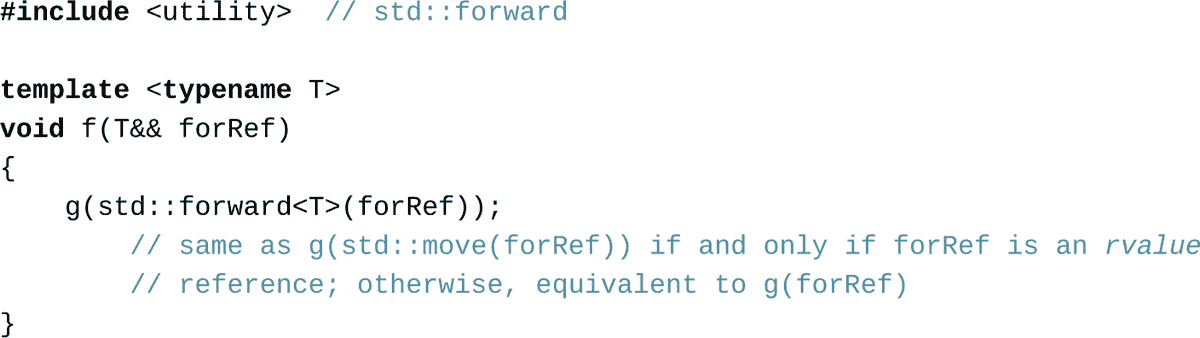 #include <utility>  // std::forward

template <typename T>
void f(T&& forRef)
{
    g(std::forward<T>(forRef));
        // same as g(std::move(forRef)) if and only if forRef is an rvalue
        // reference; otherwise, equivalent to g(forRef)
}